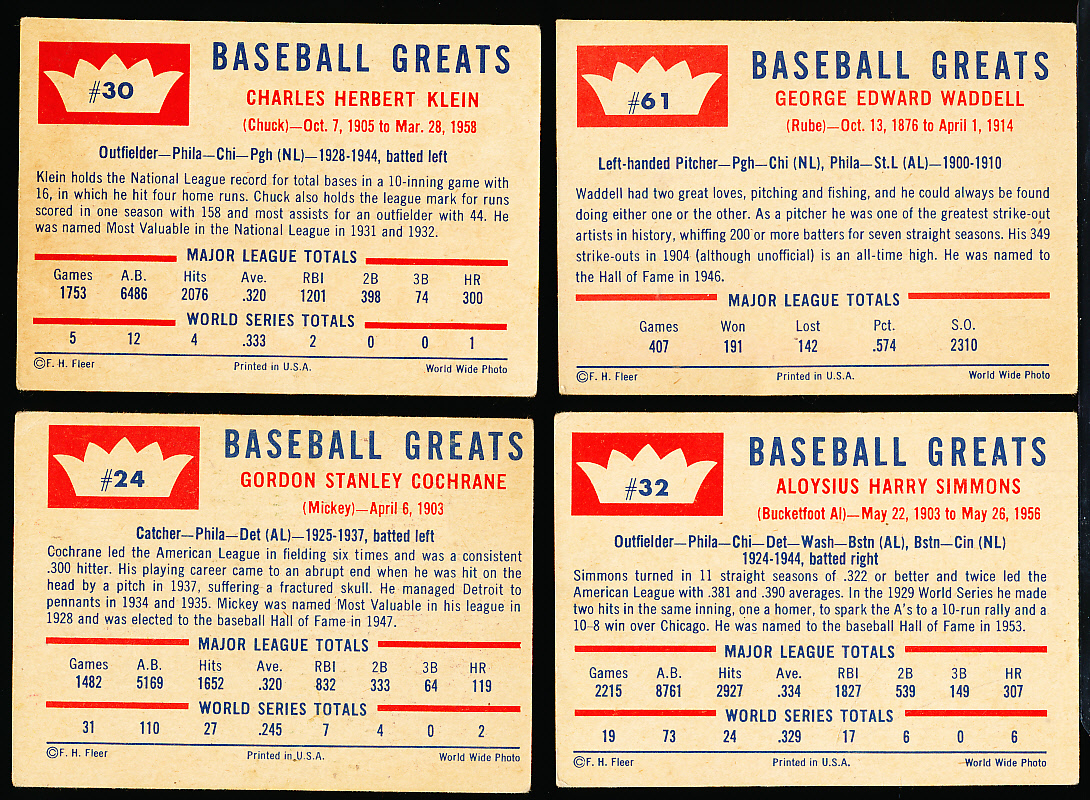 #30
BASEBALL GREATS
CHARLES HERBERT KLEIN
(Chuck)—Oct. 7, 1905 to Mar. 28, 1958
Outfielder—Phila—Chi—Pgh (NL)—1928-1944, batted left
Klein holds the National League record for total bases in a 10-inning game with
16, in which he hit four home runs. Chuck also holds the league mark for runs
scored in one season with 158 and most assists for an outfielder with 44. He
was named Most Valuable in the National League in 1931 and 1932.
MAJOR LEAGUE TOTALS
Games A.B. Hits Ave. RBI 2B 3B HR
1753 6486 2076 .320 1201 398 74 300
WORLD SERIES TOTALS
5 12 4 .333 2 0 0 1
©F. H. Fleer Printed in U.S.A. World Wide Photo
#61
BASEBALL GREATS
GEORGE EDWARD WADDELL
(Rube)—Oct. 13, 1876 to April 1, 1914
Left-handed Pitcher—Pgh—Chi (NL), Phila—St.L (AL)—1900-1910
Waddell had two great loves, pitching and fishing, and he could always be found
doing either one or the other. As a pitcher he was one of the greatest strike-out
artists in history, whiffing 200 or more batters for seven straight seasons. His 349
strike-outs in 1904 (although unofficial) is an all-time high. He was named to
the Hall of Fame in 1946.
MAJOR LEAGUE TOTALS
Games Won Lost Pct. S.O.
407 191 142 .574 2310
©F. H. Fleer Printed in U.S.A. World Wide Photo
#24
BASEBALL GREATS
GORDON STANLEY COCHRANE
(Mickey)—April 6, 1903
Catcher—Phila—Det (AL)—1925-1937, batted left
Cochrane led the American League in fielding six times and was a consistent
.300 hitter. His playing career came to an abrupt end when he was hit on the
head by a pitch in 1937, suffering a fractured skull. He managed Detroit to
pennants in 1934 and 1935. Mickey was named Most Valuable in his league in
1928 and was elected to the baseball Hall of Fame in 1947.
MAJOR LEAGUE TOTALS
Games A.B. Hits Ave. RBI 2B 3B HR
1482 5169 1652 .320 832 333 64 119
WORLD SERIES TOTALS
31 110 27 .245 7 4 0 2
©F. H. Fleer Printed in U.S.A. World Wide Photo
#32
BASEBALL GREATS
ALOYSIUS HARRY SIMMONS
(Bucketfoot Al)—May 22, 1903 to May 26, 1956
Outfielder—Phila—Chi—Det—Wash—Bstn (AL), Bstn—Cin (NL)
1924-1944, batted right
Simmons turned in 11 straight seasons of .322 or better and twice led the
American League with .381 and .390 averages. In the 1929 World Series he made
two hits in the same inning, one a homer, to spark the A's to a 10-run rally and a
10-8 win over Chicago. He was named to the baseball Hall of Fame in 1953.
MAJOR LEAGUE TOTALS
Games A.B. Hits Ave. RBI 2B 3B HR
2215 8761 2927 .334 1827 539 149 307
WORLD SERIES TOTALS
19 73 24 .329 17 6 0 6
©F. H. Fleer Printed in U.S.A. World Wide Photo